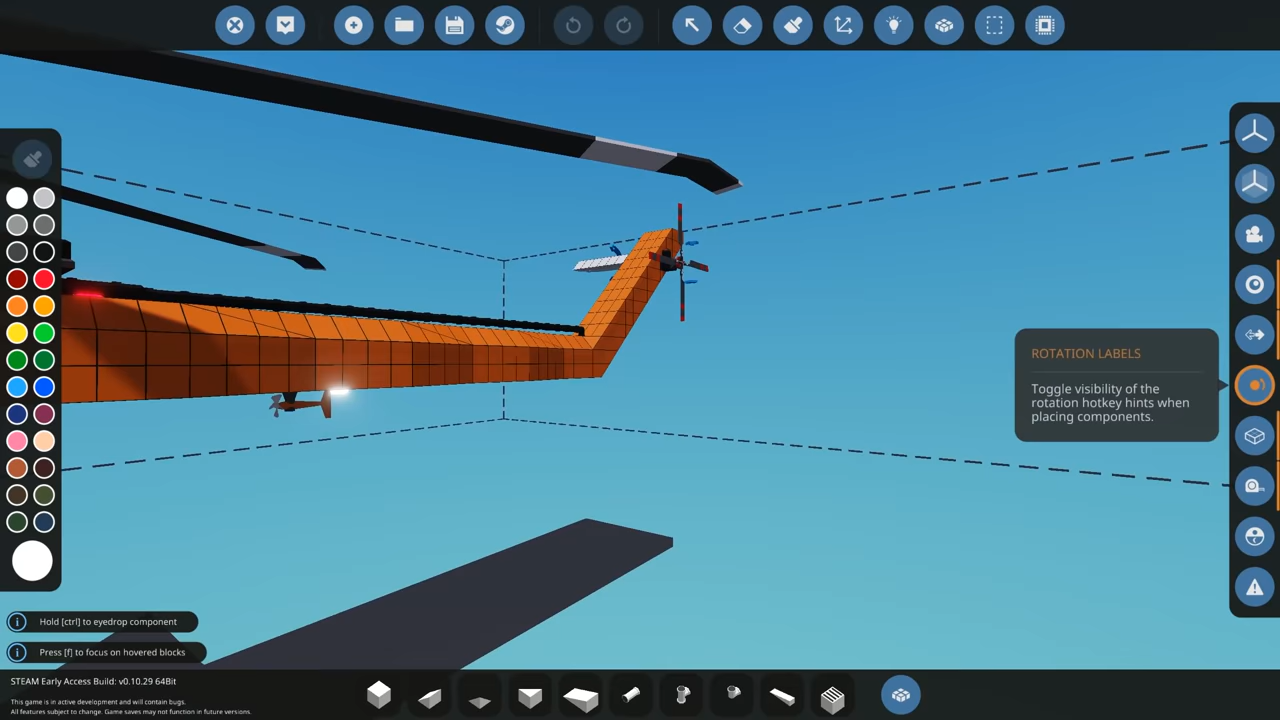 ROTATION LABELS
Toggle visibility of the
rotation hotkey hints when
placing components.
Hold [ctrl] to eyedrop component
Press [f] to focus on hovered blocks
STEAM Early Access Build: v0.10.29 64Bit
This game is in active development and will contain bugs.
All features subject to change. Game saves may not function in future versions.